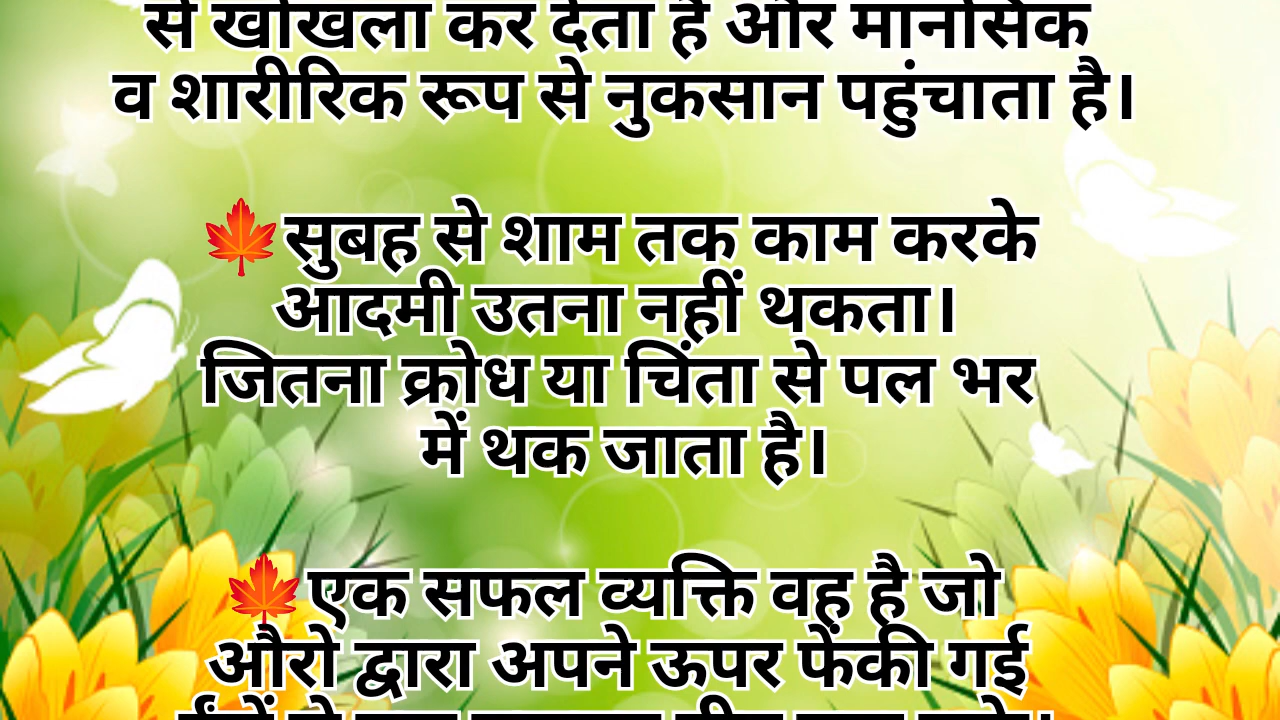 से खोखला कर देता है और मानसिक
व शारीरिक रूप से नुकसान पहुंचाता है।
🍁सुबह से शाम तक काम करके
आदमी उतना नहीं थकता।
जितना क्रोध या चिंता से पल भर
में थक जाता है।
🍁एक सफल व्यक्ति वह है जो
औरो द्वारा अपने ऊपर फेंकी गई